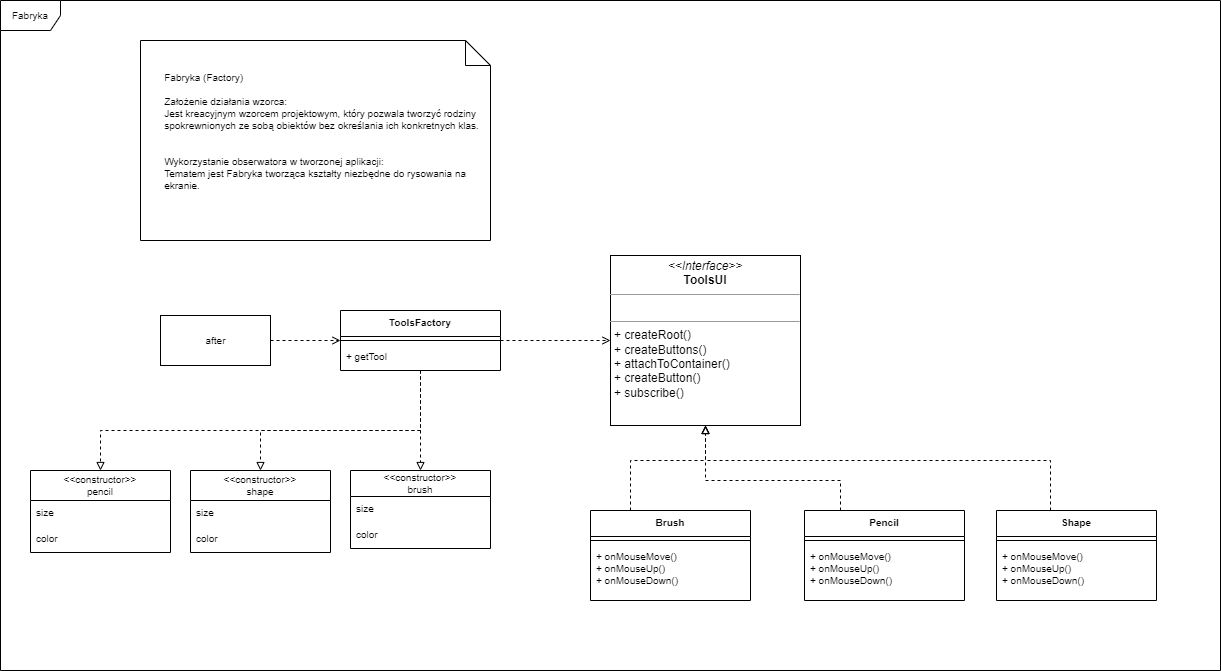 Fabryka
Fabryka (Factory)
Założenie działania wzorca:
Jest kreacyjnym wzorcem projektowym, który pozwala tworzyć rodziny
spokrewnionych ze sobą obiektów bez określania ich konkretnych klas.
Wykorzystanie obserwatora w tworzonej aplikacji:
Tematem jest Fabryka tworząca kształty niezbędne do rysowania na
ekranie.
<<Interface>>
ToolsUI
+ createRoot()
+ createButtons()
+ attachToContainer()
+ createButton()
+ subscribe()
after
ToolsFactory
+ getTool
<<constructor>>
pencil
size
color
<<constructor>>
shape
size
color
<<constructor>>
brush
size
color
Brush
+ onMouseMove()
+ onMouseUp()
+ onMouseDown()
Pencil
+ onMouseMove()
+ onMouseUp()
+ onMouseDown()
Shape
+ onMouseMove()
+ onMouseUp()
+ onMouseDown()